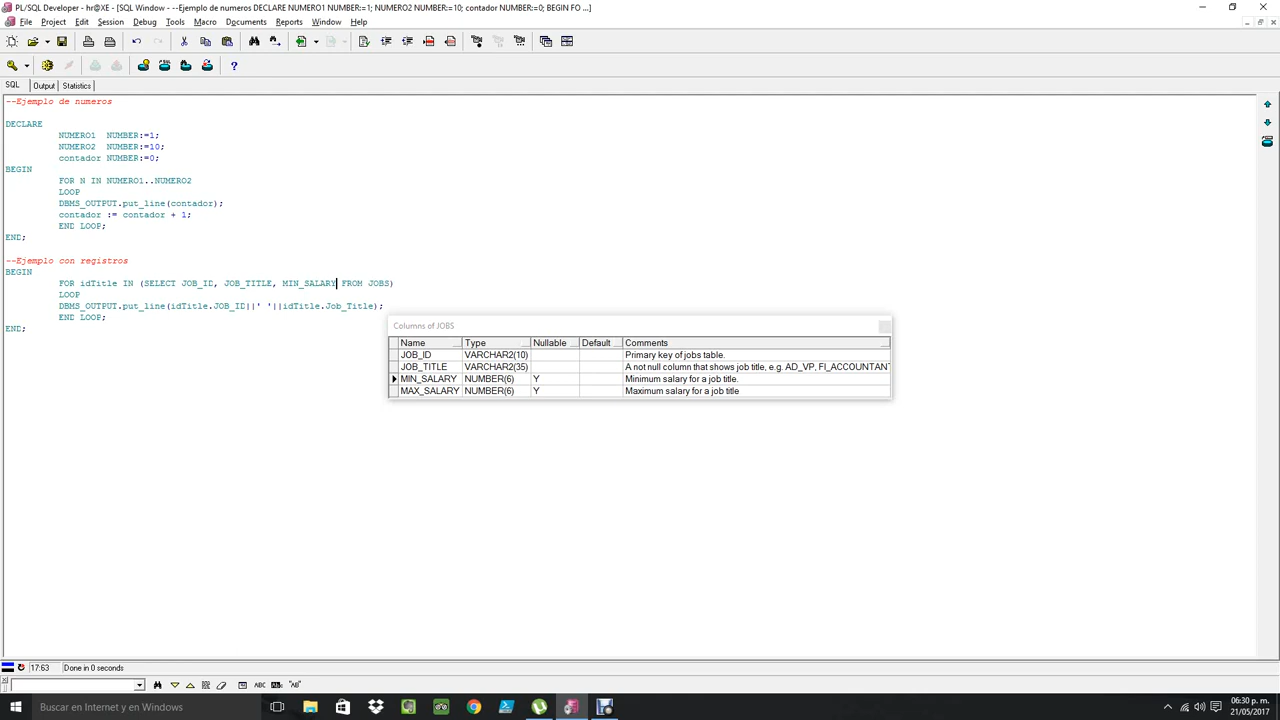 PL/SQL Developer - hr@XE - [SQL Window - --Ejemplo de numeros DECLARE NUMERO1 NUMBER:=1; NUMERO2 NUMBER:=10; contador NUMBER:=0; BEGIN FO ...]
File Project Edit Session Debug Tools Macro Documents Reports Window Help
SQL Output Statistics
--Ejemplo de numeros
DECLARE
NUMERO1 NUMBER:=1;
NUMERO2 NUMBER:=10;
contador NUMBER:=0;
BEGIN
FOR N IN NUMERO1..NUMERO2
LOOP
DBMS_OUTPUT.put_line(contador);
contador := contador + 1;
END LOOP;
END;
--Ejemplo con registros
BEGIN
FOR idTitle IN (SELECT JOB_ID, JOB_TITLE, MIN_SALARY FROM JOBS)
LOOP
DBMS_OUTPUT.put_line(idTitle.JOB_ID||' '||idTitle.Job_Title);
END LOOP;
END;
Columns of JOBS
Name Type Nullable Default Comments
JOB_ID VARCHAR2(10) Primary key of jobs table.
JOB_TITLE VARCHAR2(35) A not null column that shows job title, e.g. AD_VP, FI_ACCOUNTANT
MIN_SALARY NUMBER(6) Y Minimum salary for a job title.
MAX_SALARY NUMBER(6) Y Maximum salary for a job title
17:63 Done in 0 seconds
ABC "AB"
Buscar en Internet y en Windows
06:30 p. m.
21/05/2017